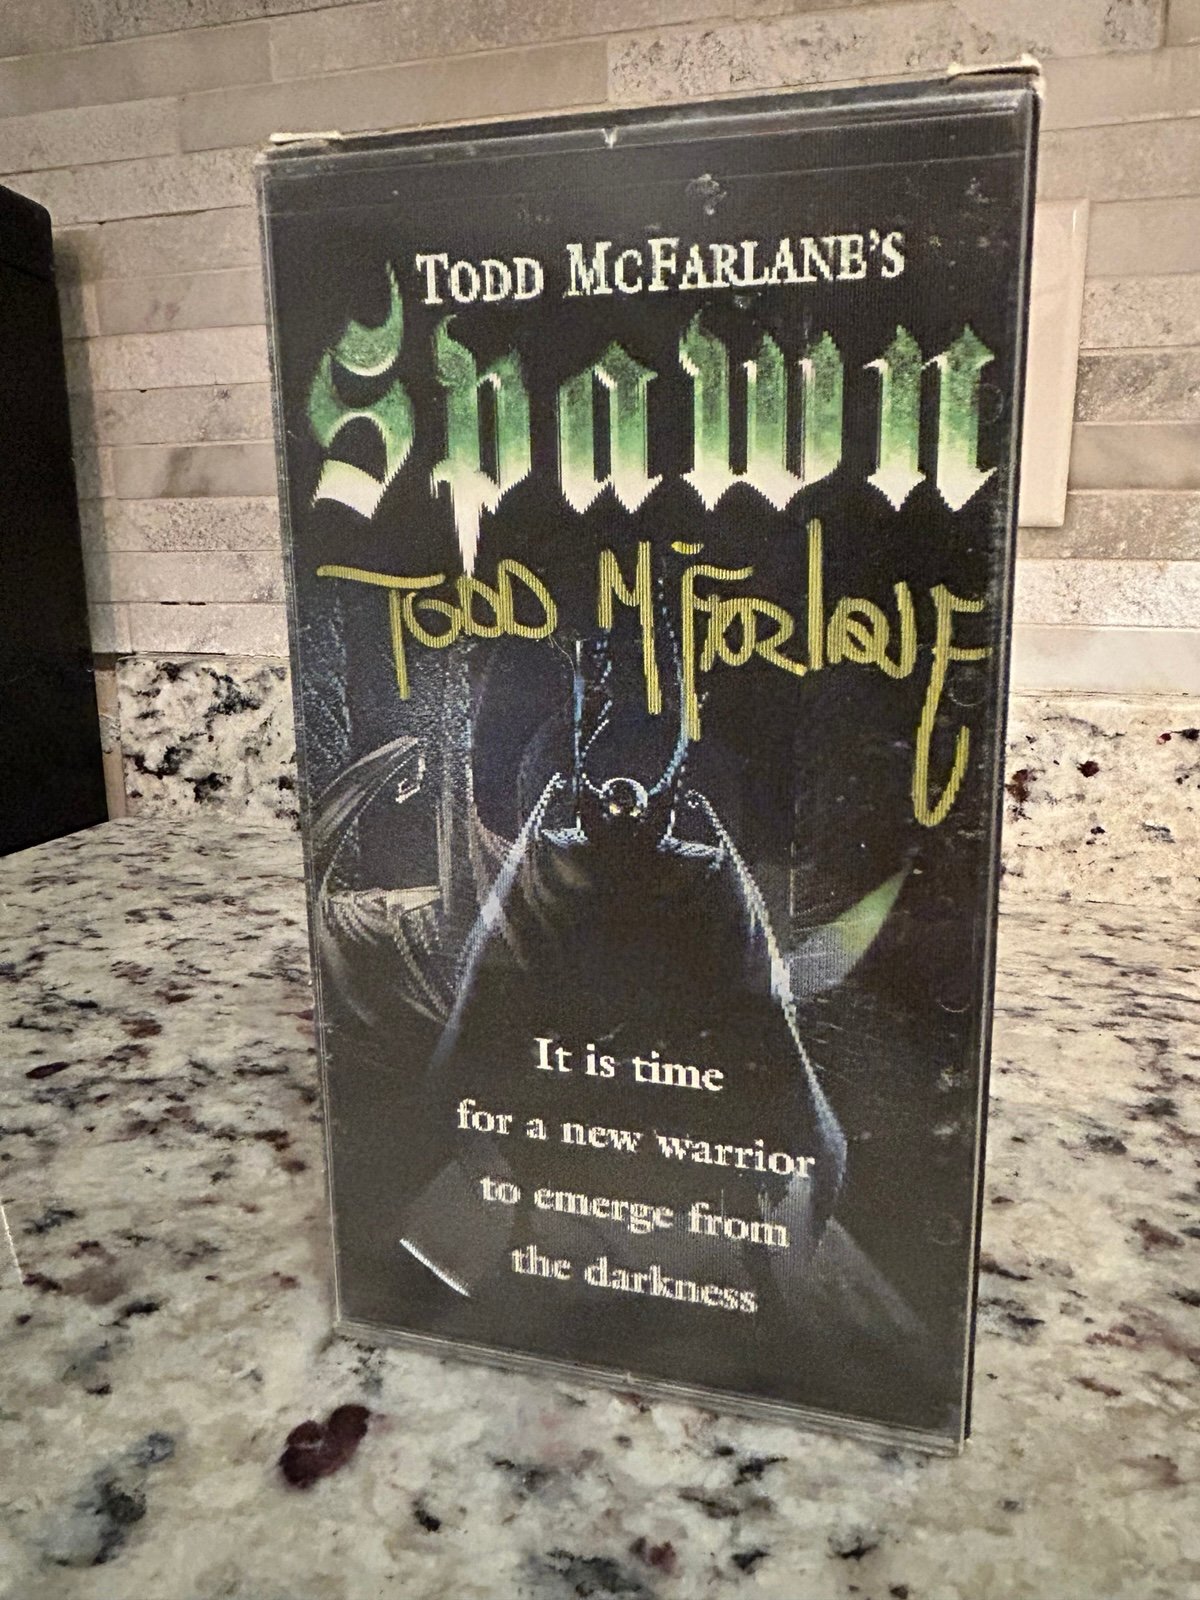 TODD MCFARLANE'S
Spawn
TODD McFARLANE
It is time
for a new warrior
to emerge from
the darkness